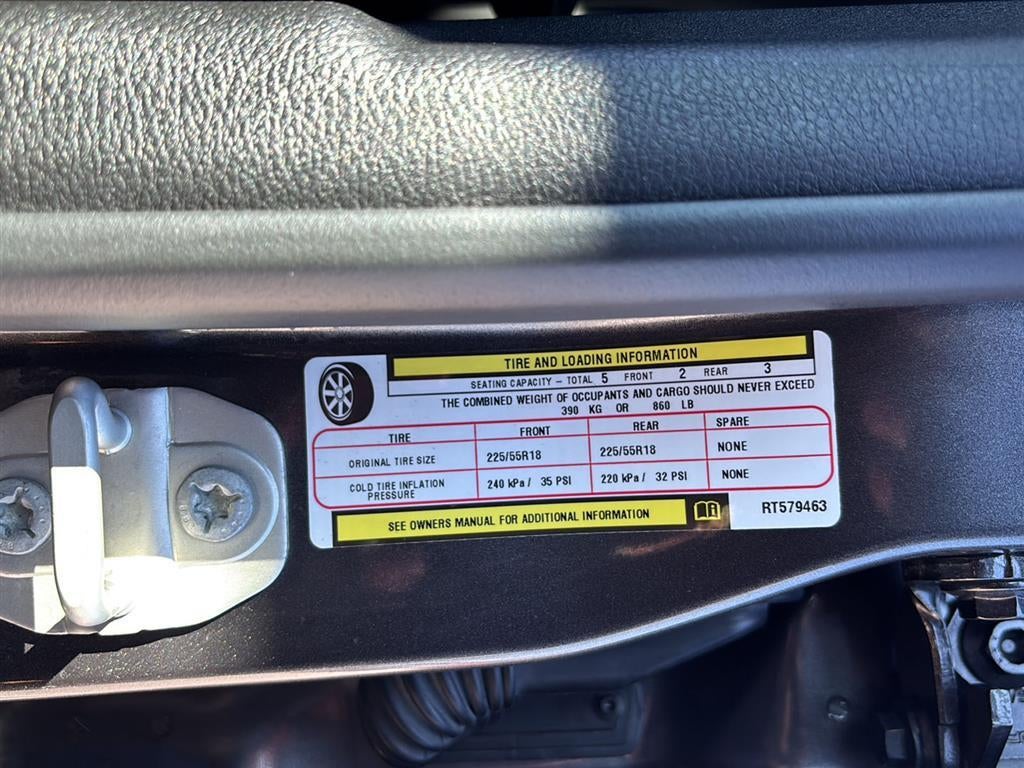 TIRE AND LOADING INFORMATION
SEATING CAPACITY – TOTAL 5 FRONT 2 REAR 3
THE COMBINED WEIGHT OF OCCUPANTS AND CARGO SHOULD NEVER EXCEED
390 KG OR 860 LB
TIRE FRONT REAR SPARE
ORIGINAL TIRE SIZE 225/55R18 225/55R18 NONE
COLD TIRE INFLATION PRESSURE 240 kPa / 35 PSI 220 kPa / 32 PSI NONE
SEE OWNERS MANUAL FOR ADDITIONAL INFORMATION
RT579463